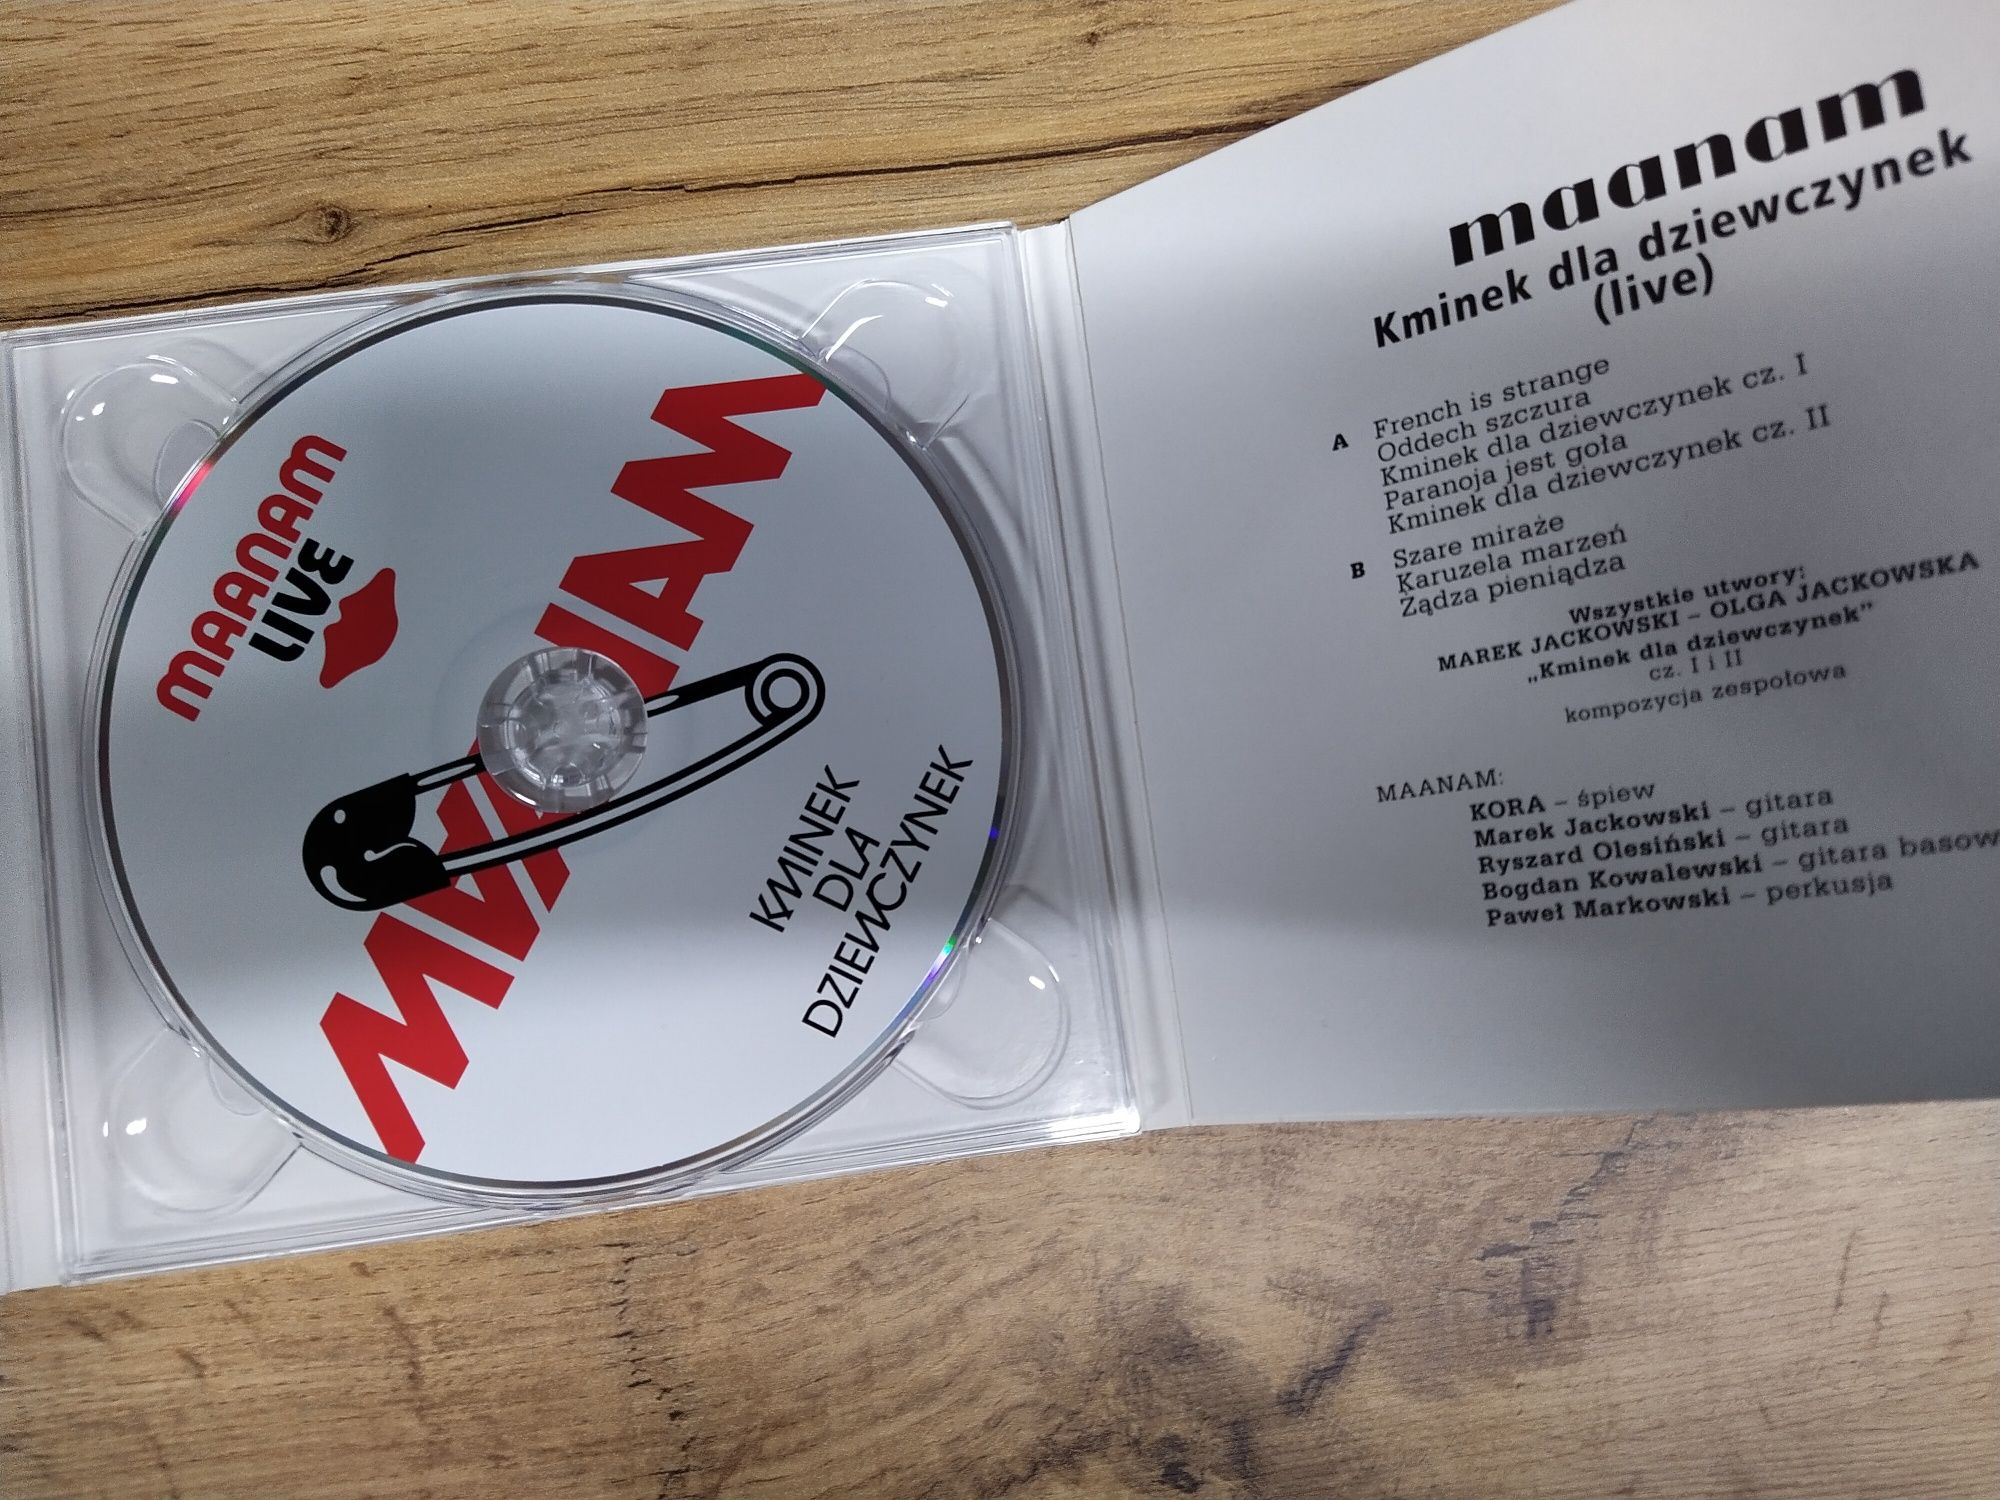 MAANAM
LIVE
MAANAM
KMINEK
DLA
DZIEWCZYNEK
maanam
Kminek dla dziewczynek
(live)
A French is strange
Oddech szczura
Kminek dla dziewczynek cz. I
Paranoja jest goła
Kminek dla dziewczynek cz. II
B Szare miraże
Karuzela marzeń
Żądza pieniądza
Wszystkie utwory:
MAREK JACKOWSKI – OLGA JACKOWSKA
„Kminek dla dziewczynek”
cz. I i II
kompozycja zespołowa
MAANAM:
KORA – śpiew
Marek Jackowski – gitara
Ryszard Olesiński – gitara
Bogdan Kowalewski – gitara basow
Paweł Markowski – perkusja